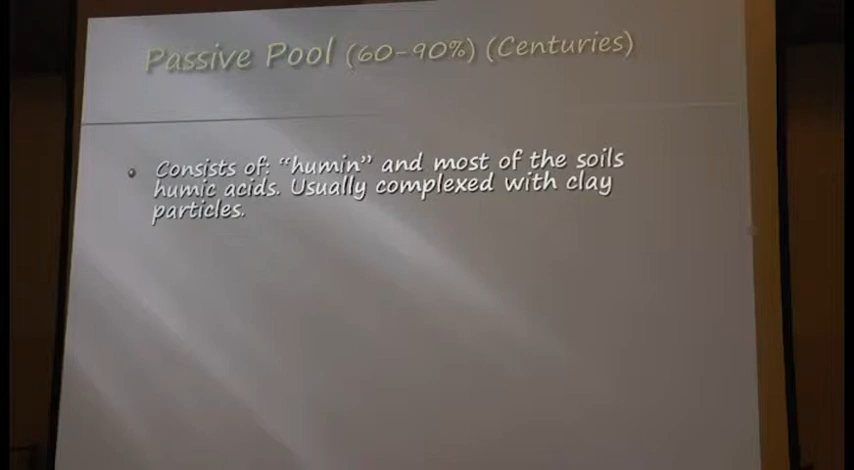 Passive Pool (60-90%) (Centuries)
Consists of: “humin” and most of the soils
humic acids. Usually complexed with clay
particles.